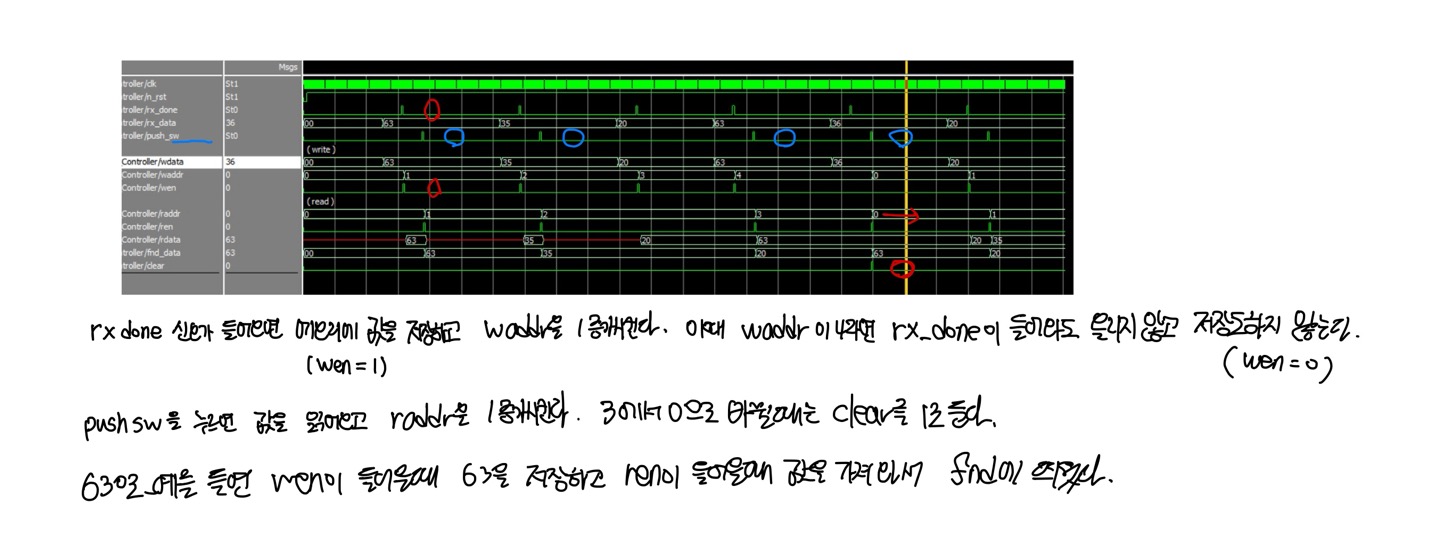 Msgs
troller/clk St1
troller/n_rst St1
troller/rx_done St0
troller/rx_data 36 00 63 35 20 63 36 20
troller/push_sw St0
(write)
Controller/wdata 36 00 63 35 20 63 36 20
Controller/waddr 0 0 1 2 3 4 0 1
Controller/wen 0
(read)
Controller/raddr 0 0 1 2 3 0 1
Controller/ren 0
Controller/rdata 63 63 35 20 63 20 35
troller/fnd_data 63 00 63 35 20 63 20
troller/clear 0
rx done 신호가 들어오면 메모리에 값을 저장하고 waddr을 1 증가시킨다. 이때 waddr이 4라면 rx_done이 들어와도 올리지 않고 저장도하지 않는다.
(wen = 1) (wen = 0)
push sw을 누르면 값을 읽어오고 raddr을 1 증가시킨다. 3에서 0으로 바뀔때는 clear를 1로 둔다.
63으로 예를 들면 wen이 들어올때 63을 저장하고 ren이 들어올때 값을 가져와서 fnd에 띄웠다.